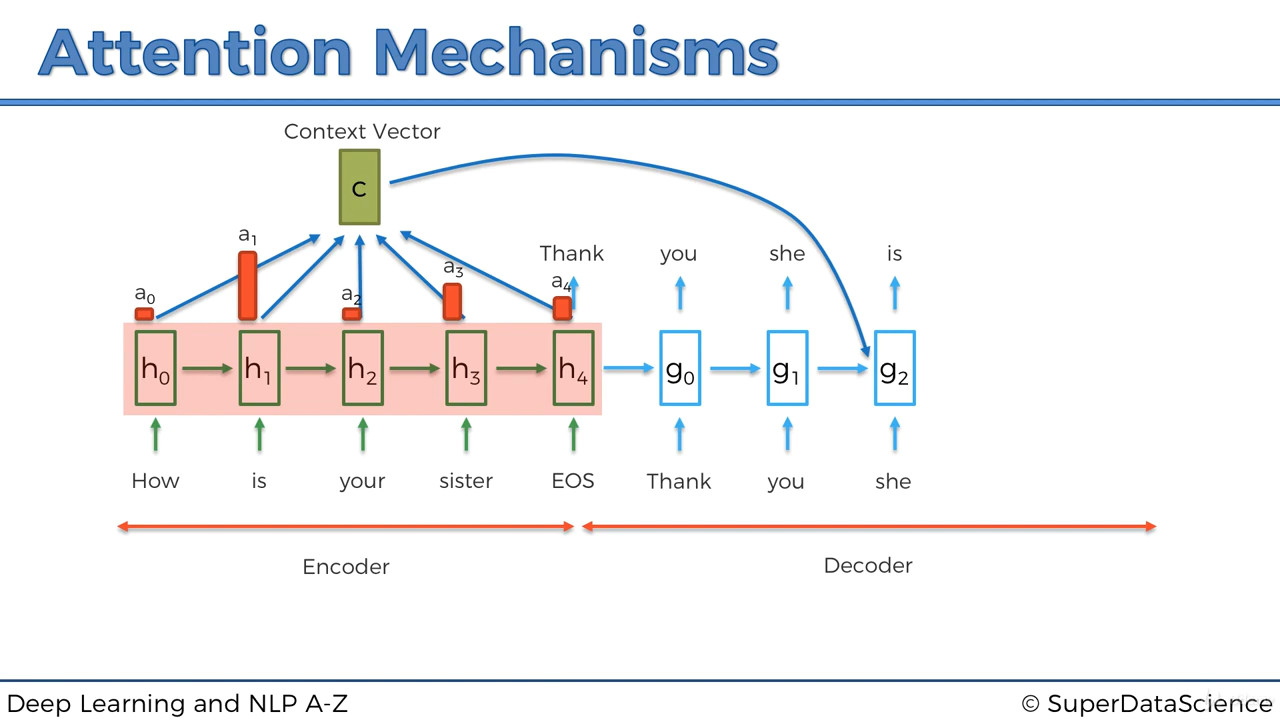 Attention Mechanisms
Context Vector
c
a₁
Thank you she is
a₀ a₂ a₃ a₄
h₀ h₁ h₂ h₃ h₄ g₀ g₁ g₂
How is your sister EOS Thank you she
Encoder Decoder
Deep Learning and NLP A-Z © SuperDataScience